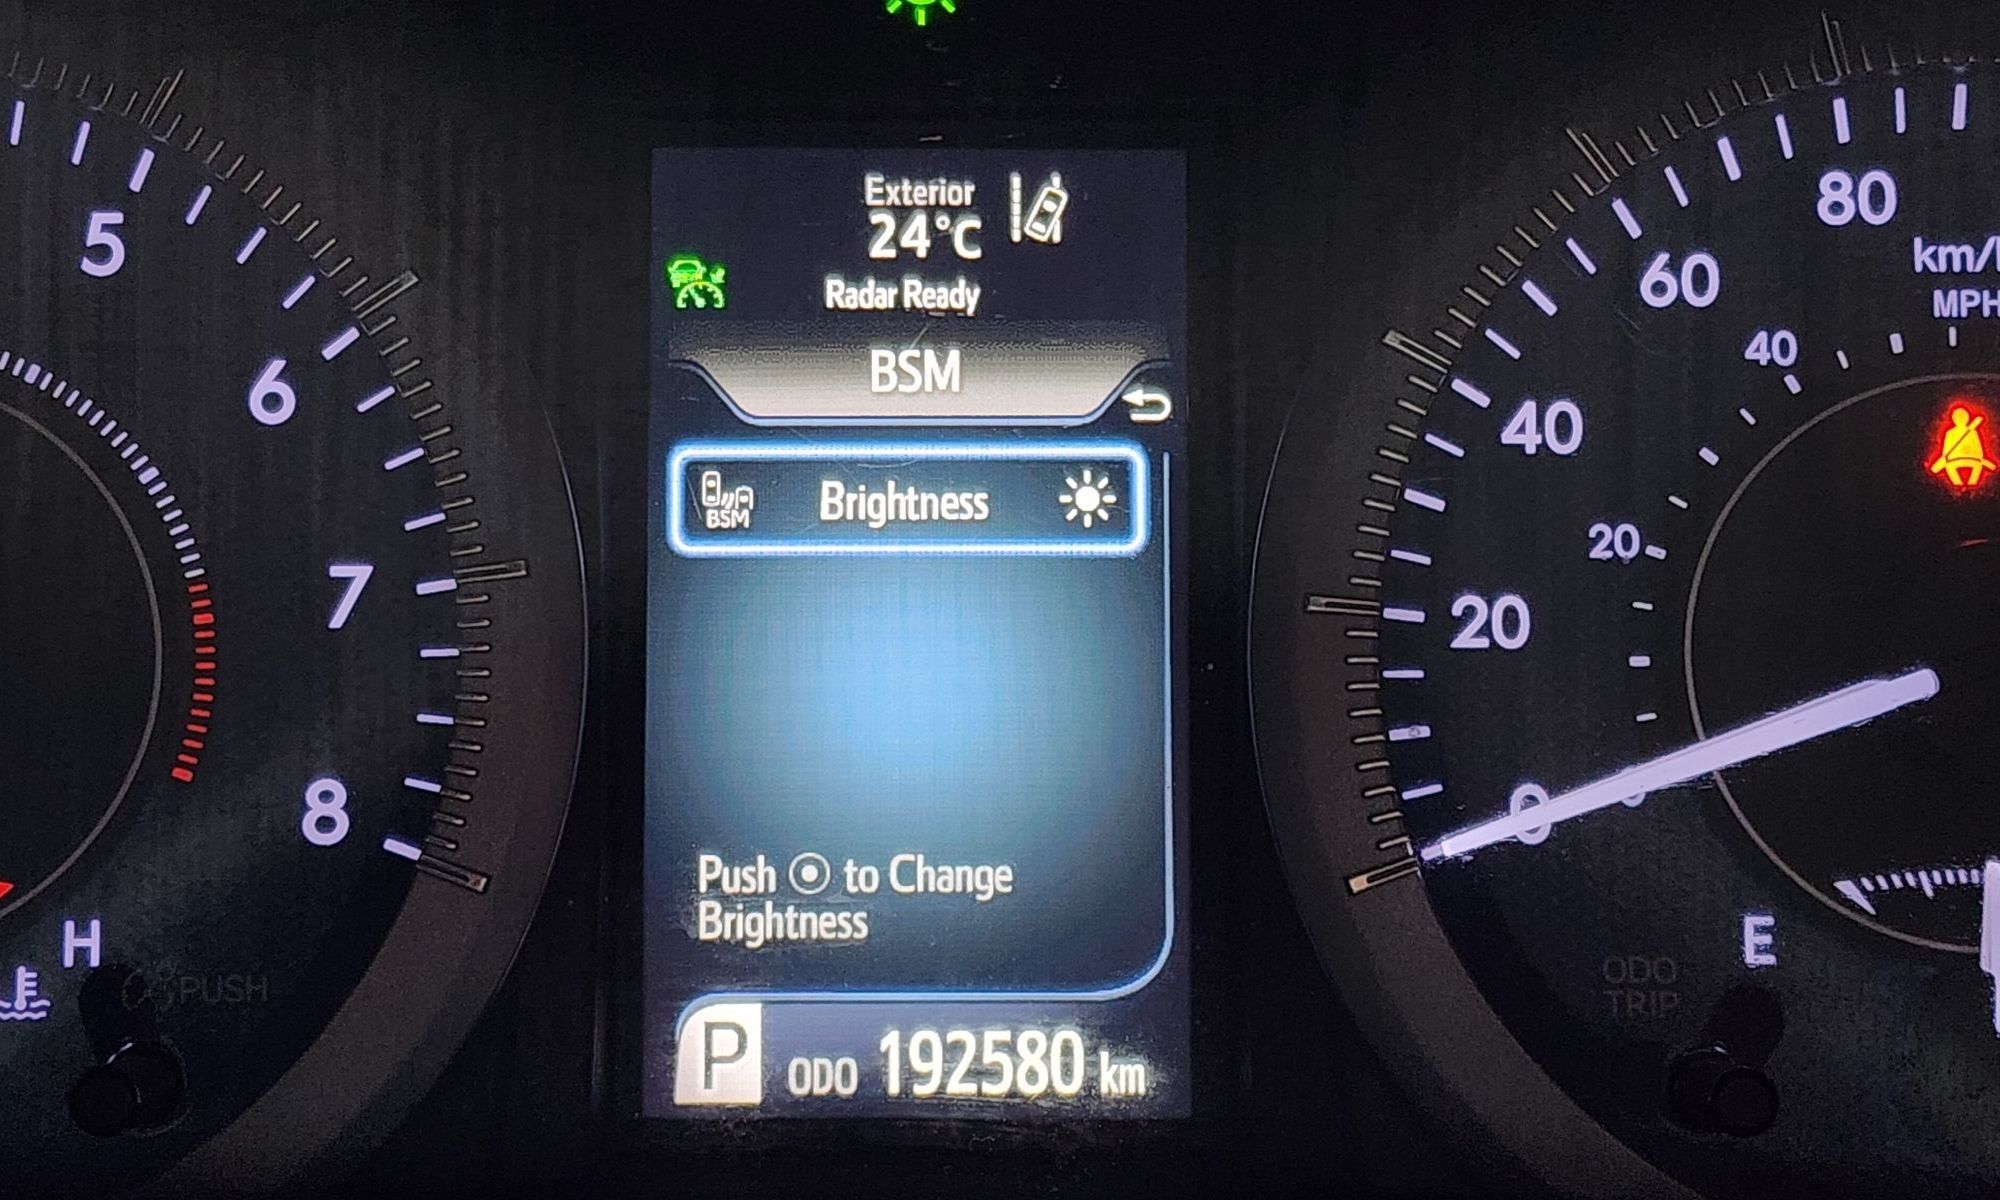 5
6
7
8
H
PUSH
Exterior
24°C
Radar Ready
BSM
BSM
Brightness
Push to Change
Brightness
P ODO 192580 km
80
60
40
20
0
MPH
40
20
E
ODO
TRIP